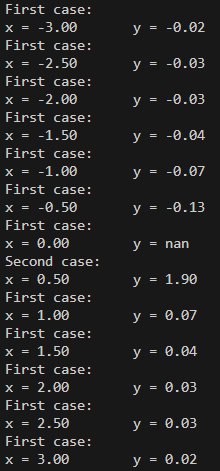 First case:
x = -3.00 y = -0.02
First case:
x = -2.50 y = -0.03
First case:
x = -2.00 y = -0.03
First case:
x = -1.50 y = -0.04
First case:
x = -1.00 y = -0.07
First case:
x = -0.50 y = -0.13
First case:
x = 0.00 y = nan
Second case:
x = 0.50 y = 1.90
First case:
x = 1.00 y = 0.07
First case:
x = 1.50 y = 0.04
First case:
x = 2.00 y = 0.03
First case:
x = 2.50 y = 0.03
First case:
x = 3.00 y = 0.02